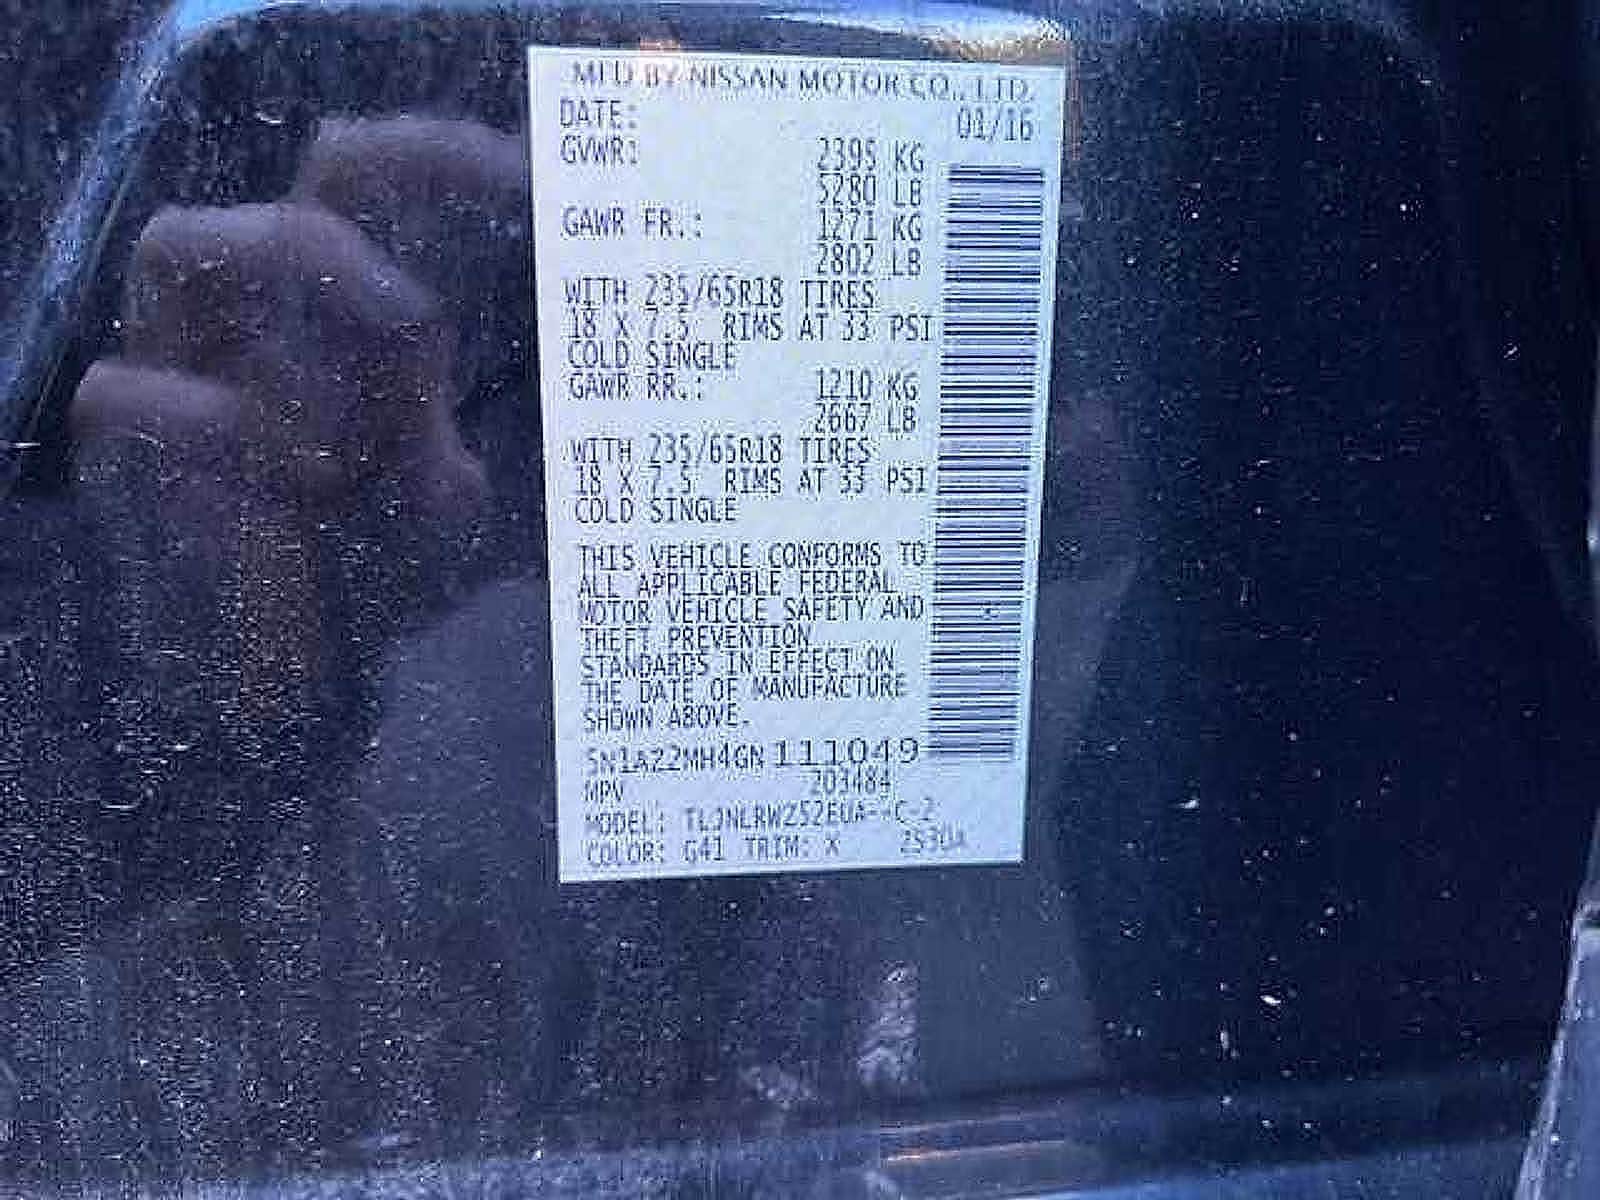 MFD BY NISSAN MOTOR CO., LTD.
DATE: 01/16
GVWR: 2395 KG
5280 LB
GAWR FR.: 1271 KG
2802 LB
WITH 235/65R18 TIRES
18 X 7.5 RIMS AT 33 PSI
COLD SINGLE
GAWR RR.: 1210 KG
2667 LB
WITH 235/65R18 TIRES
18 X 7.5 RIMS AT 33 PSI
COLD SINGLE
THIS VEHICLE CONFORMS TO
ALL APPLICABLE FEDERAL
MOTOR VEHICLE SAFETY AND
THEFT PREVENTION
STANDARDS IN EFFECT ON
THE DATE OF MANUFACTURE
SHOWN ABOVE.
5N1AZ2MH4GN 111049
MPV 203484
MODEL:
COLOR: G41 TRIM: K